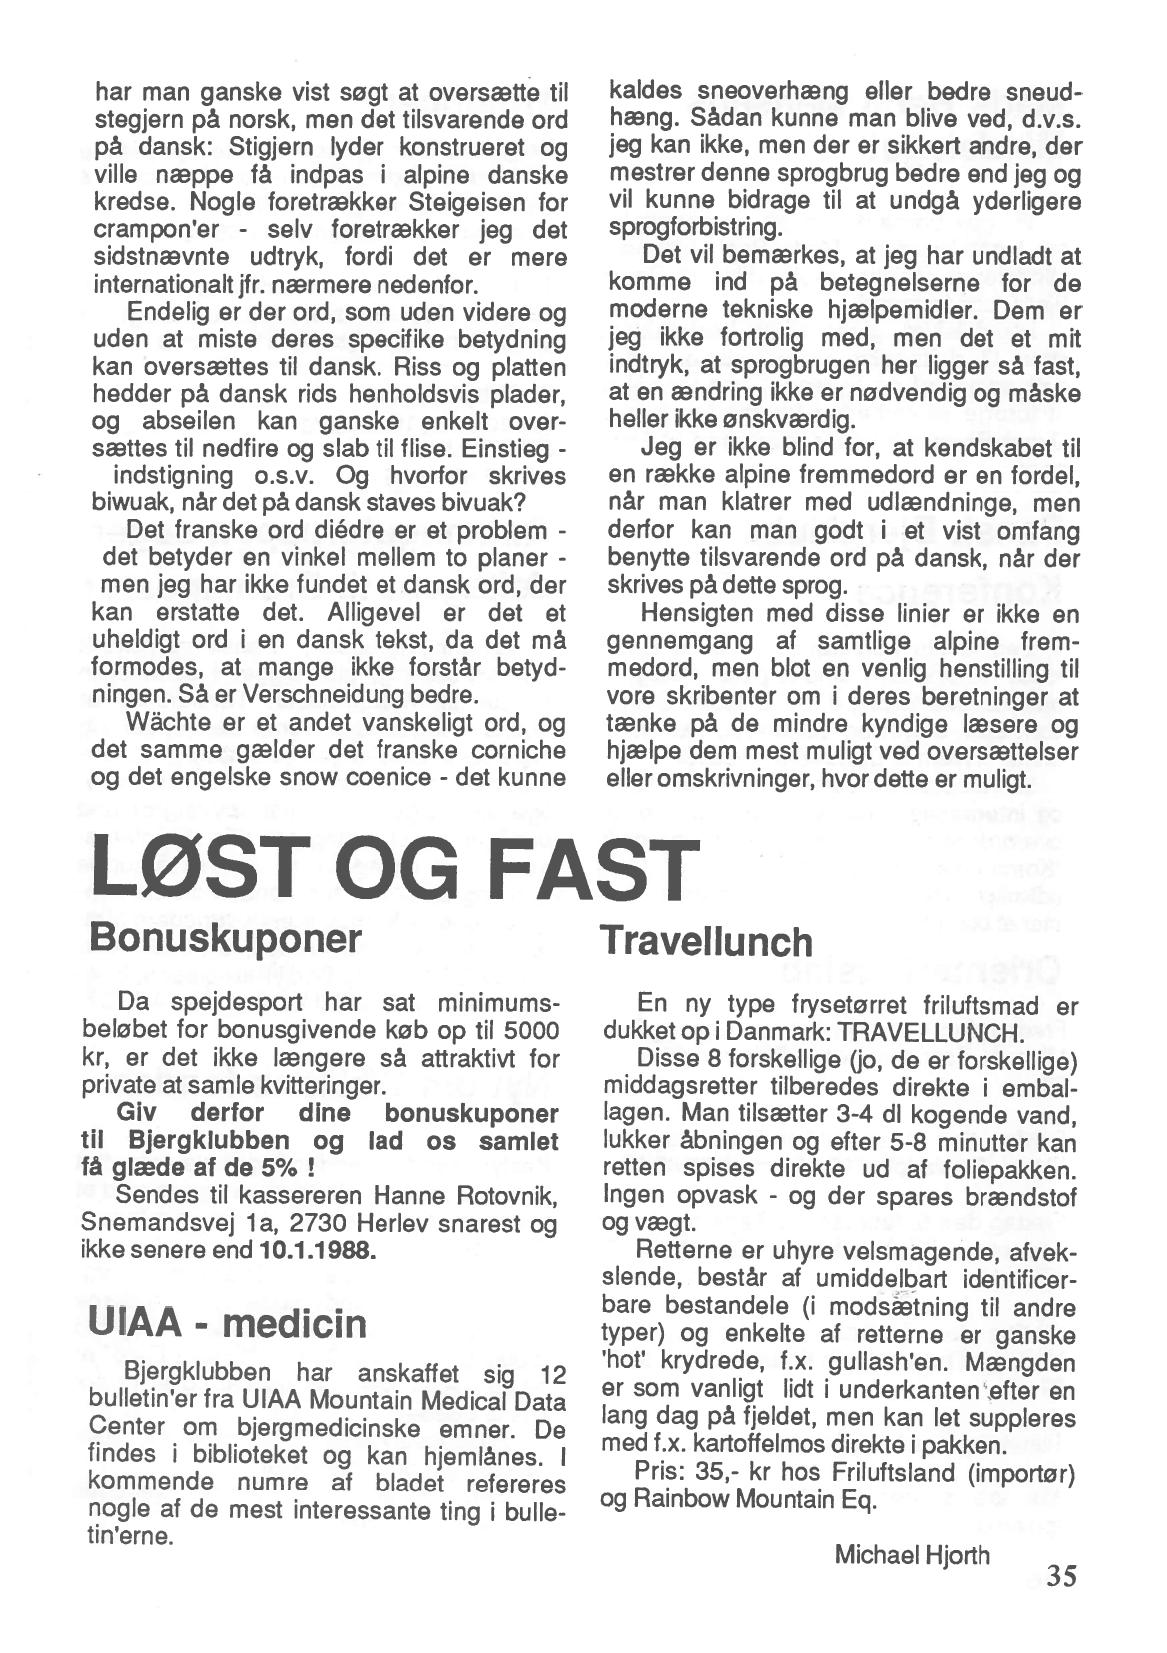 har man ganske vist søgt at oversætte til
stegjern på norsk, men det tilsvarende ord
på dansk: Stigjern lyder konstrueret og
ville næppe få indpas i alpine danske
kredse. Nogle foretrækker Steigeisen for
crampon'er - selv foretrækker jeg det
sidstnævnte udtryk, fordi det er mere
internationalt jfr. nærmere nedenfor.
Endelig er der ord, som uden videre og
uden at miste deres specifike betydning
kan oversættes til dansk. Riss og platten
hedder på dansk rids henholdsvis plader,
og abseilen kan ganske enkelt over-
sættes til nedfire og slab til flise. Einstieg -
indstigning o.s.v. Og hvorfor skrives
biwuak, når det på dansk staves bivuak?
Det franske ord diédre er et problem -
det betyder en vinkel mellem to planer -
men jeg har ikke fundet et dansk ord, der
kan erstatte det. Alligevel er det et
uheldigt ord i en dansk tekst, da det må
formodes, at mange ikke forstår betyd-
ningen. Så er Verschneidung bedre.
Wächte er et andet vanskeligt ord, og
det samme gælder det franske corniche
og det engelske snow coenice - det kunne
kaldes sneoverhæng eller bedre sneud-
hæng. Sådan kunne man blive ved, d.v.s.
jeg kan ikke, men der er sikkert andre, der
mestrer denne sprogbrug bedre end jeg og
vil kunne bidrage til at undgå yderligere
sprogforbistring.
Det vil bemærkes, at jeg har undladt at
komme ind på betegnelserne for de
moderne tekniske hjælpemidler. Dem er
jeg ikke fortrolig med, men det et mit
indtryk, at sprogbrugen her ligger så fast,
at en ændring ikke er nødvendig og måske
heller ikke ønskværdig.
Jeg er ikke blind for, at kendskabet til
en række alpine fremmedord er en fordel,
når man klatrer med udlændninge, men
derfor kan man godt i et vist omfang
benytte tilsvarende ord på dansk, når der
skrives på dette sprog.
Hensigten med disse linier er ikke en
gennemgang af samtlige alpine frem-
medord, men blot en venlig henstilling til
vore skribenter om i deres beretninger at
tænke på de mindre kyndige læsere og
hjælpe dem mest muligt ved oversættelser
eller omskrivninger, hvor dette er muligt.
LØST OG FAST
Bonuskuponer
Da spejdesport har sat minimums-
beløbet for bonusgivende køb op til 5000
kr, er det ikke længere så attraktivt for
private at samle kvitteringer.
Giv derfor dine bonuskuponer
til Bjergklubben og lad os samlet
få glæde af de 5% !
Sendes til kassereren Hanne Rotovnik,
Snemandsvej 1a, 2730 Herlev snarest og
ikke senere end 10.1.1988.
UIAA - medicin
Bjergklubben har anskaffet sig 12
bulletin'er fra UIAA Mountain Medical Data
Center om bjergmedicinske emner. De
findes i biblioteket og kan hjemlånes. I
kommende numre af bladet refereres
nogle af de mest interessante ting i bulle-
tin'erne.
Travellunch
En ny type frysetørret friluftsmad er
dukket op i Danmark: TRAVELLUNCH.
Disse 8 forskellige (jo, de er forskellige)
middagsretter tilberedes direkte i embal-
lagen. Man tilsætter 3-4 dl kogende vand,
lukker åbningen og efter 5-8 minutter kan
retten spises direkte ud af foliepakken.
Ingen opvask - og der spares brændstof
og vægt.
Retterne er uhyre velsmagende, afvek-
slende, består af umiddelbart identificer-
bare bestandele (i modsætning til andre
typer) og enkelte af retterne er ganske
'hot' krydrede, f.x. gullash'en. Mængden
er som vanligt lidt i underkanten efter en
lang dag på fjeldet, men kan let suppleres
med f.x. kartoffelmos direkte i pakken.
Pris: 35,- kr hos Friluftsland (importør)
og Rainbow Mountain Eq.
Michael Hjorth
35